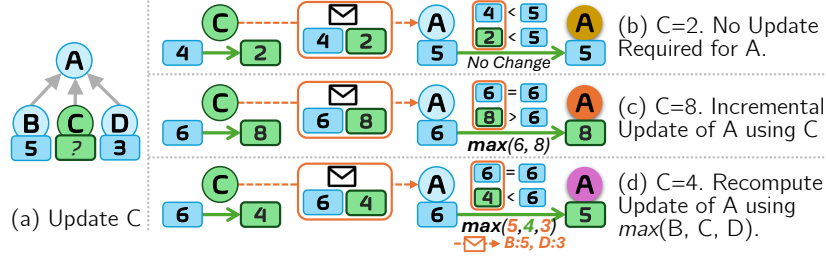 A
B C D
5 ? 3
(a) Update C
C
4 2
4 2
A
5
4 < 5
2 < 5
No Change
A
5
(b) C=2. No Update
Required for A.
C
6 8
6 8
A
6
6 = 6
8 > 6
max(6, 8)
A
8
(c) C=8. Incremental
Update of A using C
C
6 4
6 4
A
6
6 = 6
4 < 6
max(5,4,3)
B:5, D:3
A
5
(d) C=4. Recompute
Update of A using
max(B, C, D).